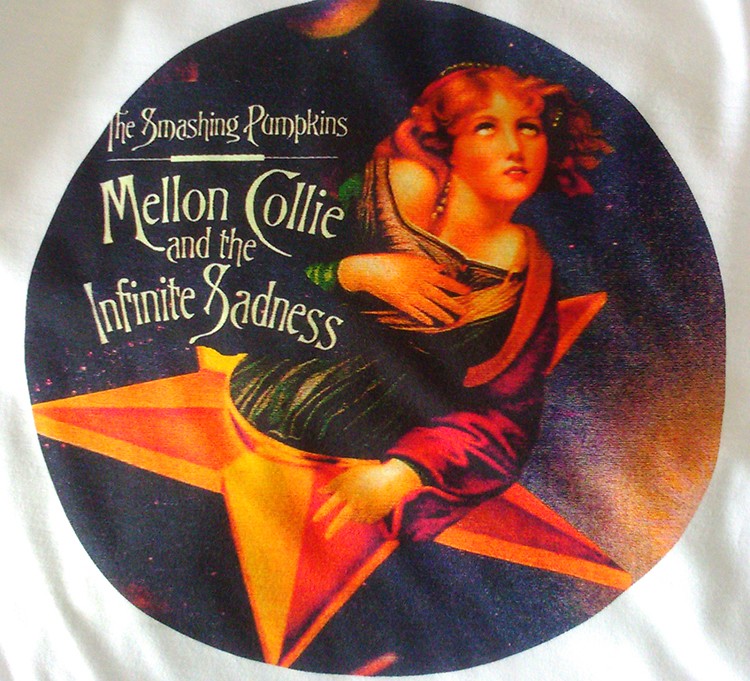 The Smashing Pumpkins
Mellon Collie
and the
Infinite Sadness